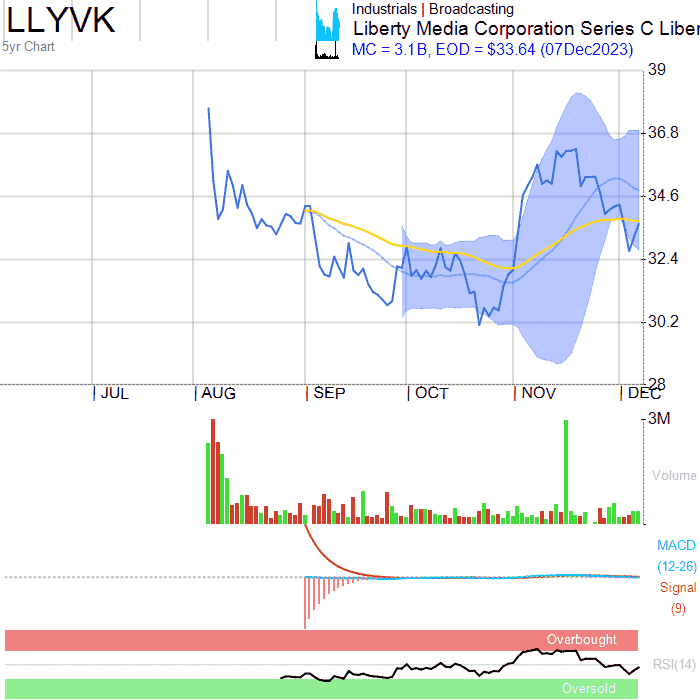 LLYVK
5yr Chart
Industrials | Broadcasting
Liberty Media Corporation Series C Liber
MC = 3.1B, EOD = $33.64 (07Dec2023)
39
36.8
34.6
32.4
30.2
28
JUL AUG SEP OCT NOV DEC
3M
Volume
MACD
(12-26)
Signal
(9)
Overbought
RSI(14)
Oversold